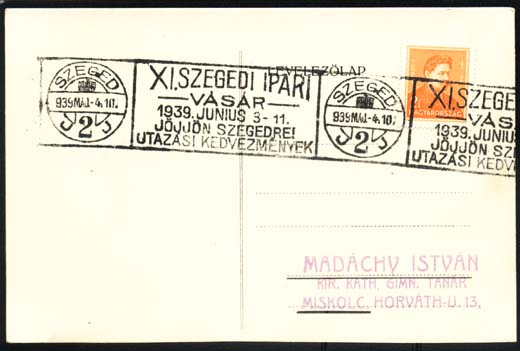 LEVELEZŐLAP
SZEGED
939 MÁJ.-4.10.
2
XI. SZEGEDI IPARI
VÁSÁR
1939. JUNIUS 3-11.
JÖJJÖN SZEGEDRE!
UTAZÁSI KEDVEZMÉNYEK
SZEGED
939 MÁJ.-4.10.
2
XI. SZEGE
VÁS
1939. JUNIU
JÖJJÖN SZE
UTAZÁSI KEDV
MAGYARORSZÁG
MADÁCHY ISTVÁN
KIR. KATH. GIMN. TANÁR
MISKOLC, HORVÁTH-U. 13.